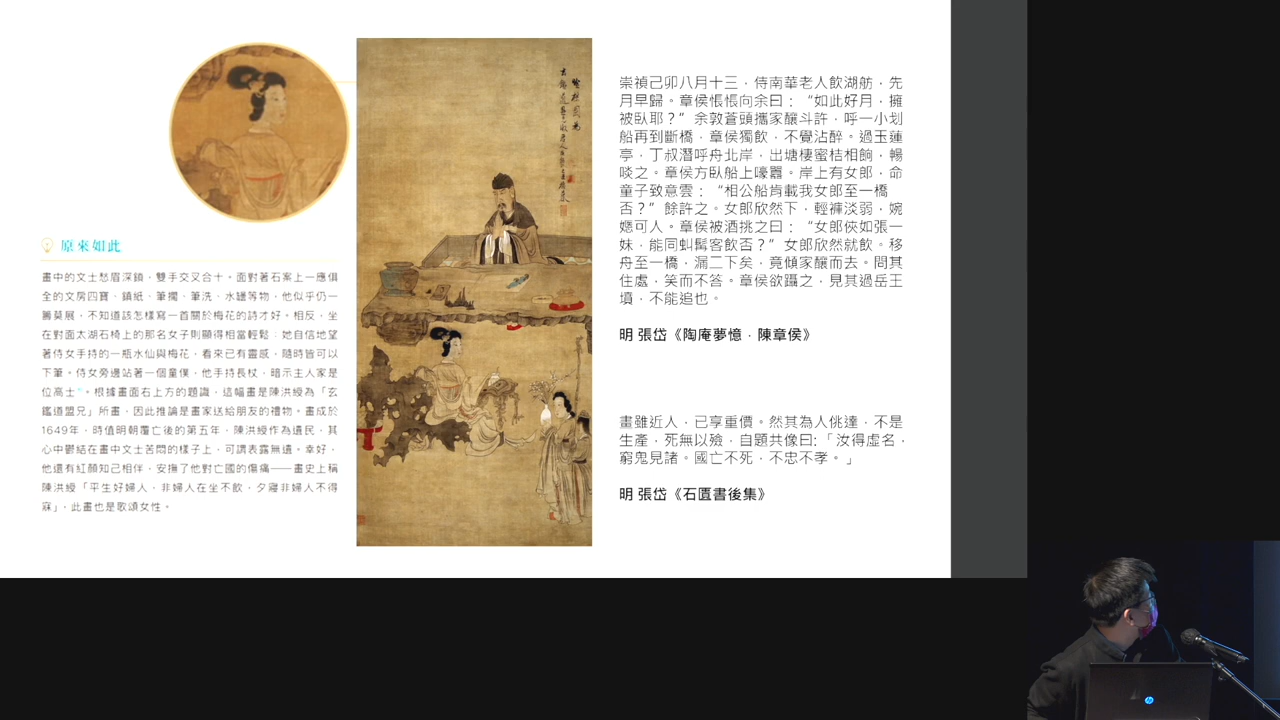 原來如此
畫中的文士愁眉深鎖，雙手交叉合十。面對著石案上一應俱
全的文房四寶、鎮紙、筆擱、筆洗、水罐等物，他似乎仍一
籌莫展，不知道該怎樣寫一首關於梅花的詩才好。相反，坐
在對面太湖石椅上的那名女子則顯得相當輕鬆；她自信地望
著侍女手持的一瓶水仙與梅花，看來已有靈感，隨時皆可以
下筆。侍女旁邊站著一個童僕，他手持長杖，暗示主人家是
位高士。根據畫面右上方的題識，這幅畫是陳洪綬為「玄
鑑道盟兄」所畫，因此推論是畫家送給朋友的禮物。畫成於
1649年，時值明朝覆亡後的第五年，陳洪綬作為遺民，其
心中鬱結在畫中文士苦悶的樣子上，可謂表露無遺。幸好，
他還有紅顏知己相伴，安撫了他對亡國的傷痛——畫史上稱
陳洪綬「平生好婦人，非婦人在坐不飲，夕寢非婦人不得
寐」，此畫也是歌頌女性。
崇禎己卯八月十三，侍南華老人飲湖舫，先
月早歸。章侯悵悵向余曰：“如此好月，擁
被臥耶？”余敦蒼頭攜家釀斗許，呼一小划
船再到斷橋，章侯獨飲，不覺沾醉。過玉蓮
亭，丁叔潛呼舟北岸，出塘棲蜜桔相餉，暢
啖之。章侯方臥船上嚎囂。岸上有女郎，命
童子致意雲：“相公船肯載我女郎至一橋
否？”餘許之。女郎欣然下，輕褲淡弱，婉
嬺可人。章侯被酒挑之曰：“女郎俠如張一
妹，能同虯髯客飲否？”女郎欣然就飲。移
舟至一橋，漏二下矣，竟傾家釀而去。問其
住處，笑而不答。章侯欲躡之，見其過岳王
墳，不能追也。
明 張岱《陶庵夢憶．陳章侯》
畫雖近人，已享重價。然其為人佻達，不是
生產，死無以殮，自題共像曰:「汝得虛名，
窮鬼見諸。國亡不死，不忠不孝。」
明 張岱《石匱書後集》